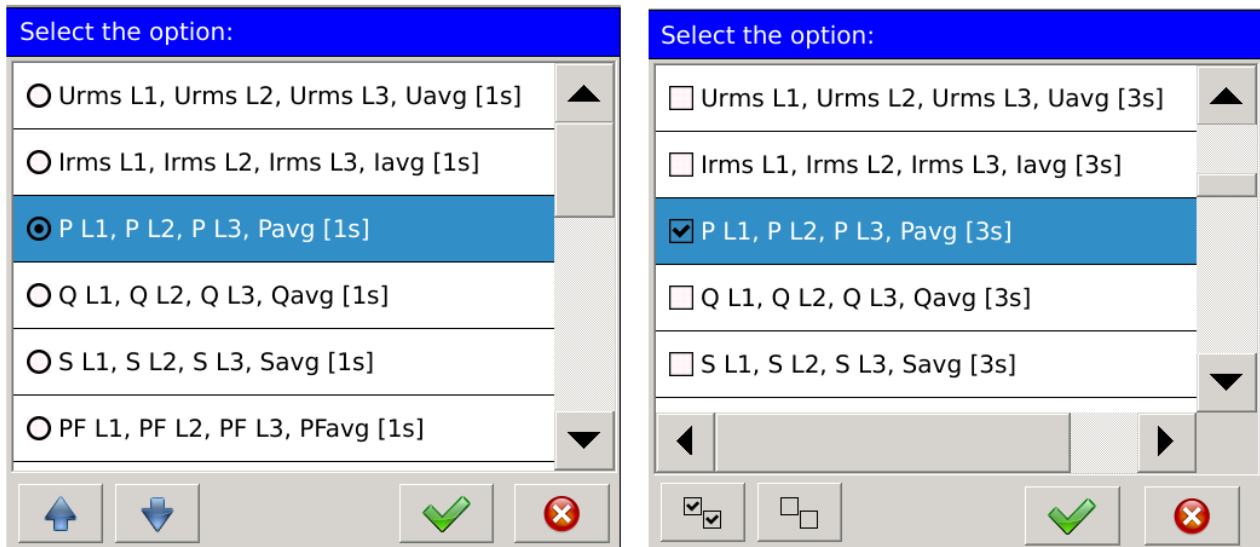 Select the option:
Urms L1, Urms L2, Urms L3, Uavg [1s]
Irms L1, Irms L2, Irms L3, Iavg [1s]
P L1, P L2, P L3, Pavg [1s]
Q L1, Q L2, Q L3, Qavg [1s]
S L1, S L2, S L3, Savg [1s]
PF L1, PF L2, PF L3, PFavg [1s]
Select the option:
Urms L1, Urms L2, Urms L3, Uavg [3s]
Irms L1, Irms L2, Irms L3, Iavg [3s]
P L1, P L2, P L3, Pavg [3s]
Q L1, Q L2, Q L3, Qavg [3s]
S L1, S L2, S L3, Savg [3s]